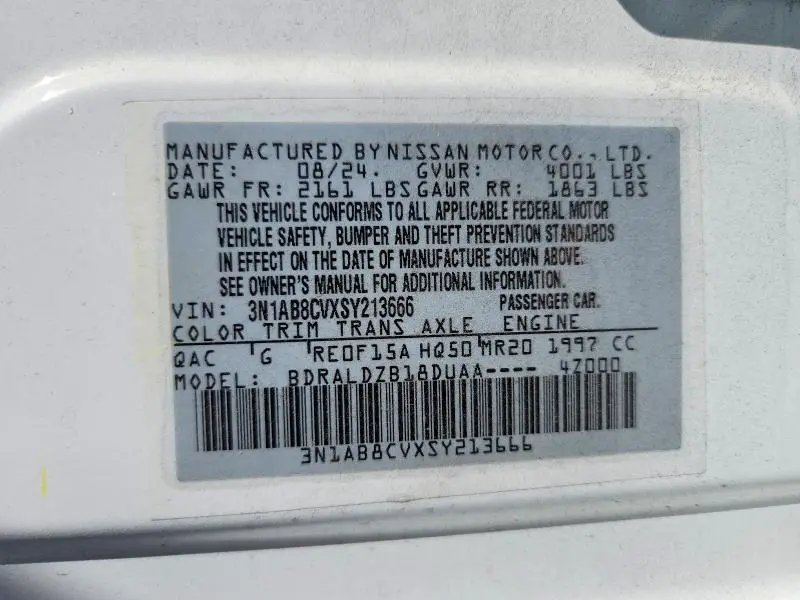 MANUFACTURED BY NISSAN MOTOR CO., LTD.
DATE: 08/24. GVWR: 4001 LBS
GAWR FR: 2161 LBS GAWR RR: 1863 LBS
THIS VEHICLE CONFORMS TO ALL APPLICABLE FEDERAL MOTOR
VEHICLE SAFETY, BUMPER AND THEFT PREVENTION STANDARDS
IN EFFECT ON THE DATE OF MANUFACTURE SHOWN ABOVE.
SEE OWNER'S MANUAL FOR ADDITIONAL INFORMATION.
VIN: 3N1AB8CVXSY213666 PASSENGER CAR.
COLOR TRIM TRANS AXLE ENGINE
QAC G RE0F15A HQ50 MR20 1997 CC
MODEL: BDRALDZB18DUAA---- 4Z000
3N1AB8CVXSY213666